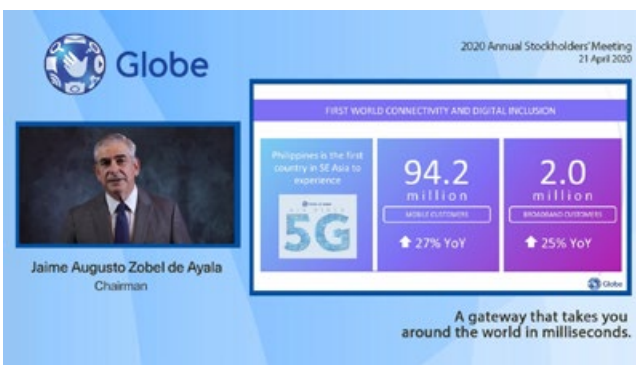 Globe
2020 Annual Stockholders' Meeting
21 April 2020
FIRST WORLD CONNECTIVITY AND DIGITAL INCLUSION
Philippines is the first
country in SE Asia to
experience
5G
94.2
million
MOBILE CUSTOMERS
27% YoY
2.0
million
BROADBAND CUSTOMERS
25% YoY
Globe
Jaime Augusto Zobel de Ayala
Chairman
A gateway that takes you
around the world in milliseconds.